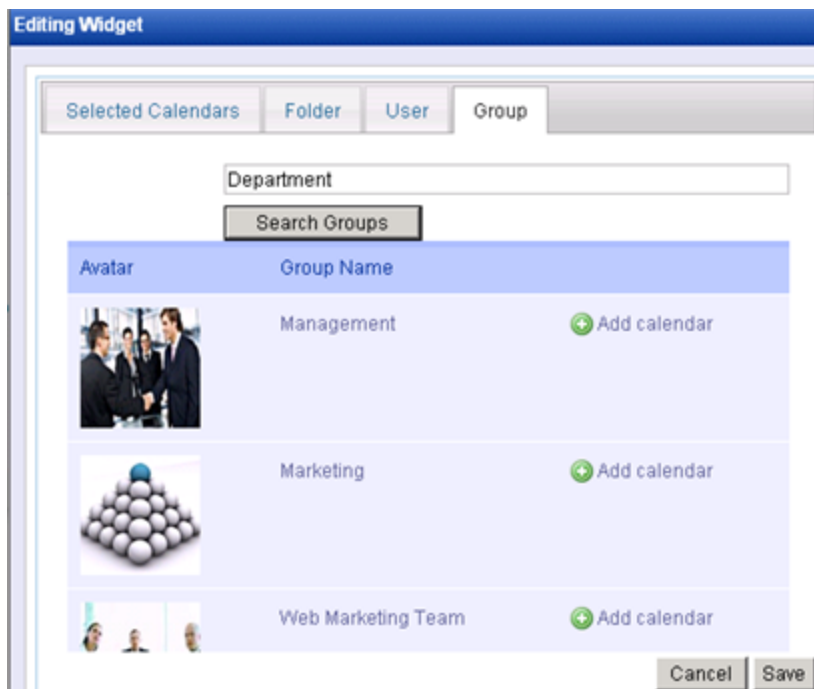 Editing Widget
Selected Calendars Folder User Group
Department
Search Groups
Avatar Group Name
Management Add calendar
Marketing Add calendar
Web Marketing Team Add calendar
Cancel Save